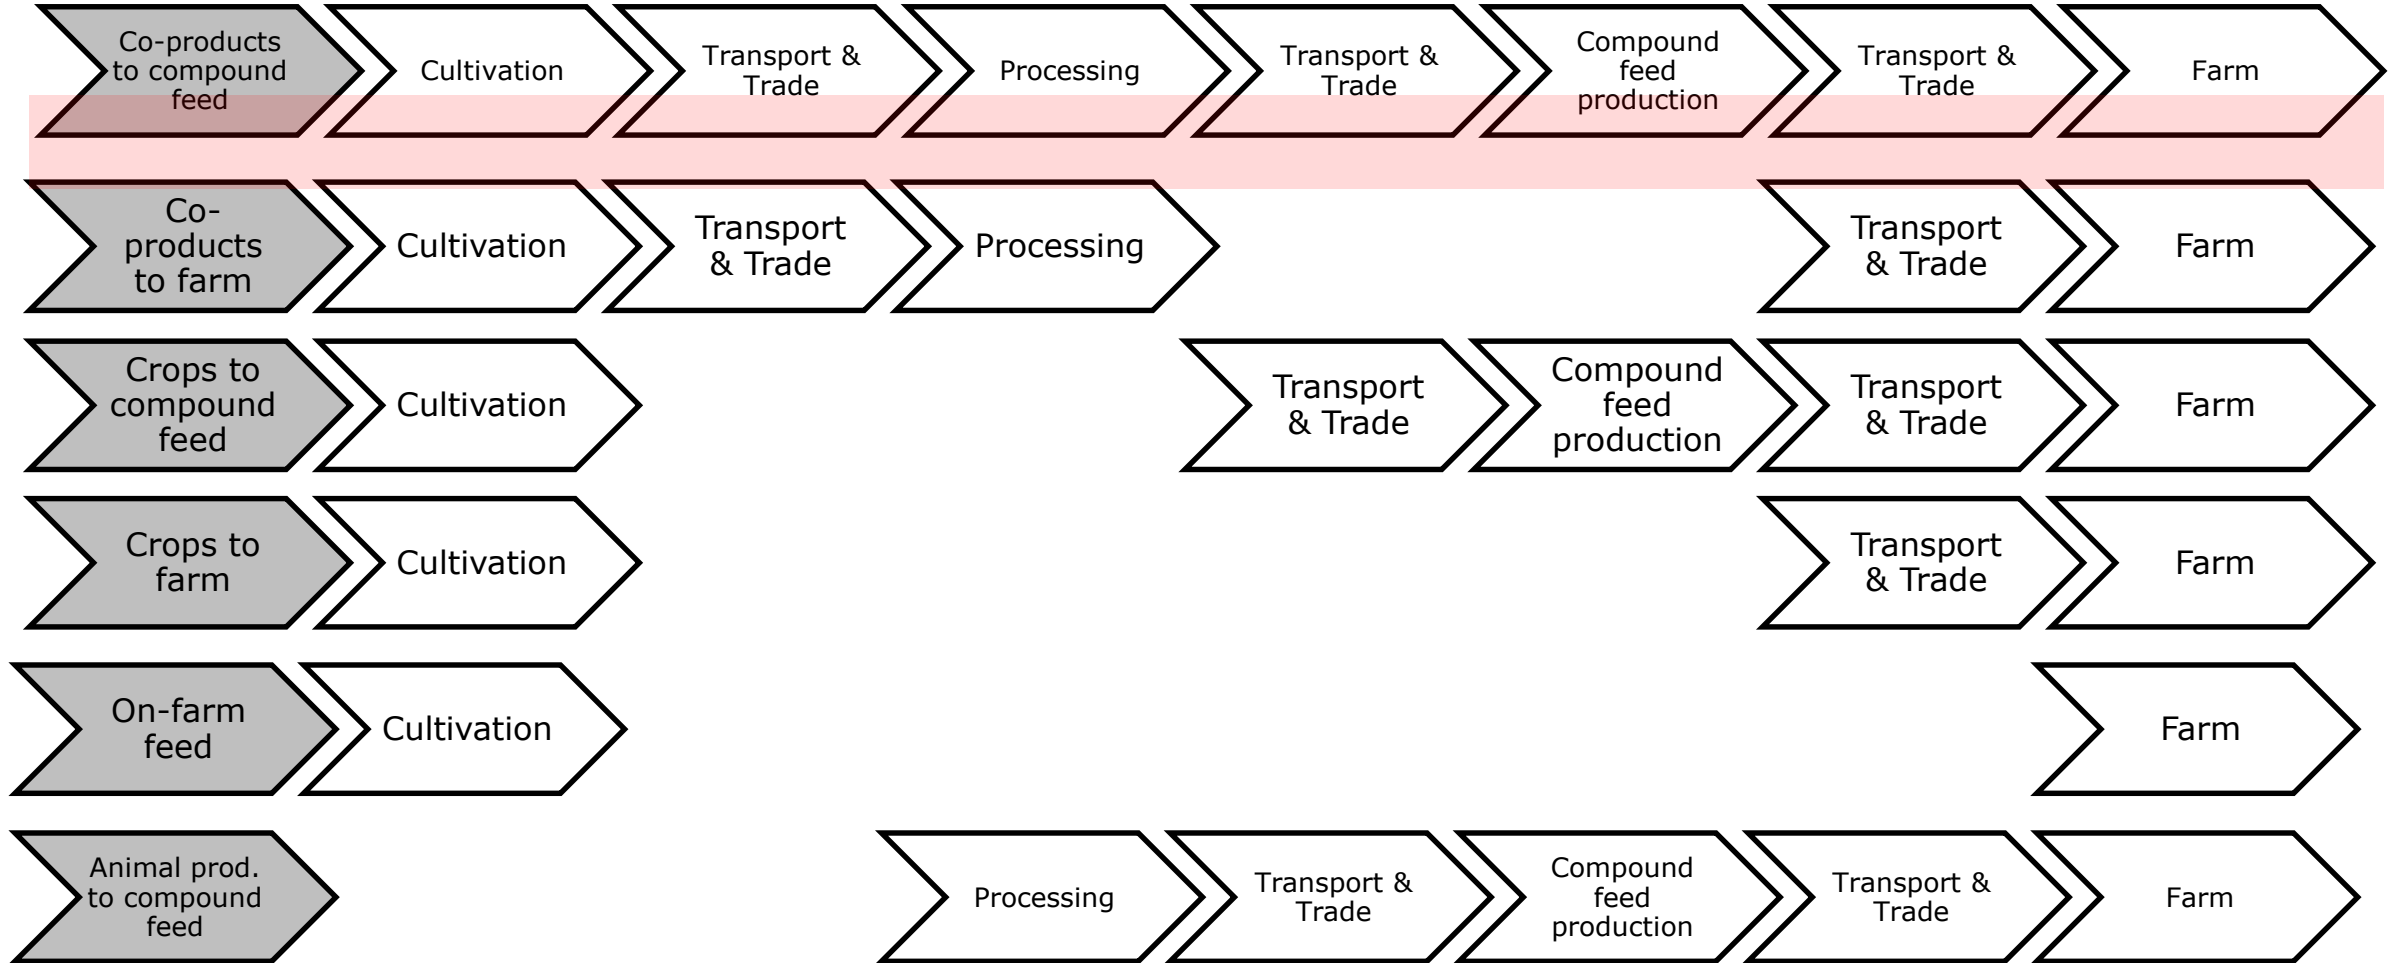 Co-products
to compound
feed
Cultivation
Transport &
Trade
Processing
Transport &
Trade
Compound
feed
production
Transport &
Trade
Farm
Co-
products
to farm
Cultivation
Transport
& Trade
Processing
Transport
& Trade
Farm
Crops to
compound
feed
Cultivation
Transport
& Trade
Compound
feed
production
Transport
& Trade
Farm
Crops to
farm
Cultivation
Transport
& Trade
Farm
On-farm
feed
Cultivation
Farm
Animal prod.
to compound
feed
Processing
Transport &
Trade
Compound
feed
production
Transport &
Trade
Farm